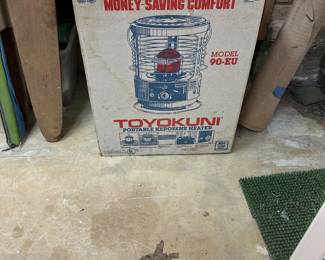 MONEY-SAVING COMFORT
MODEL
90-EU
TOYOKUNI
PORTABLE KEROSENE HEATER